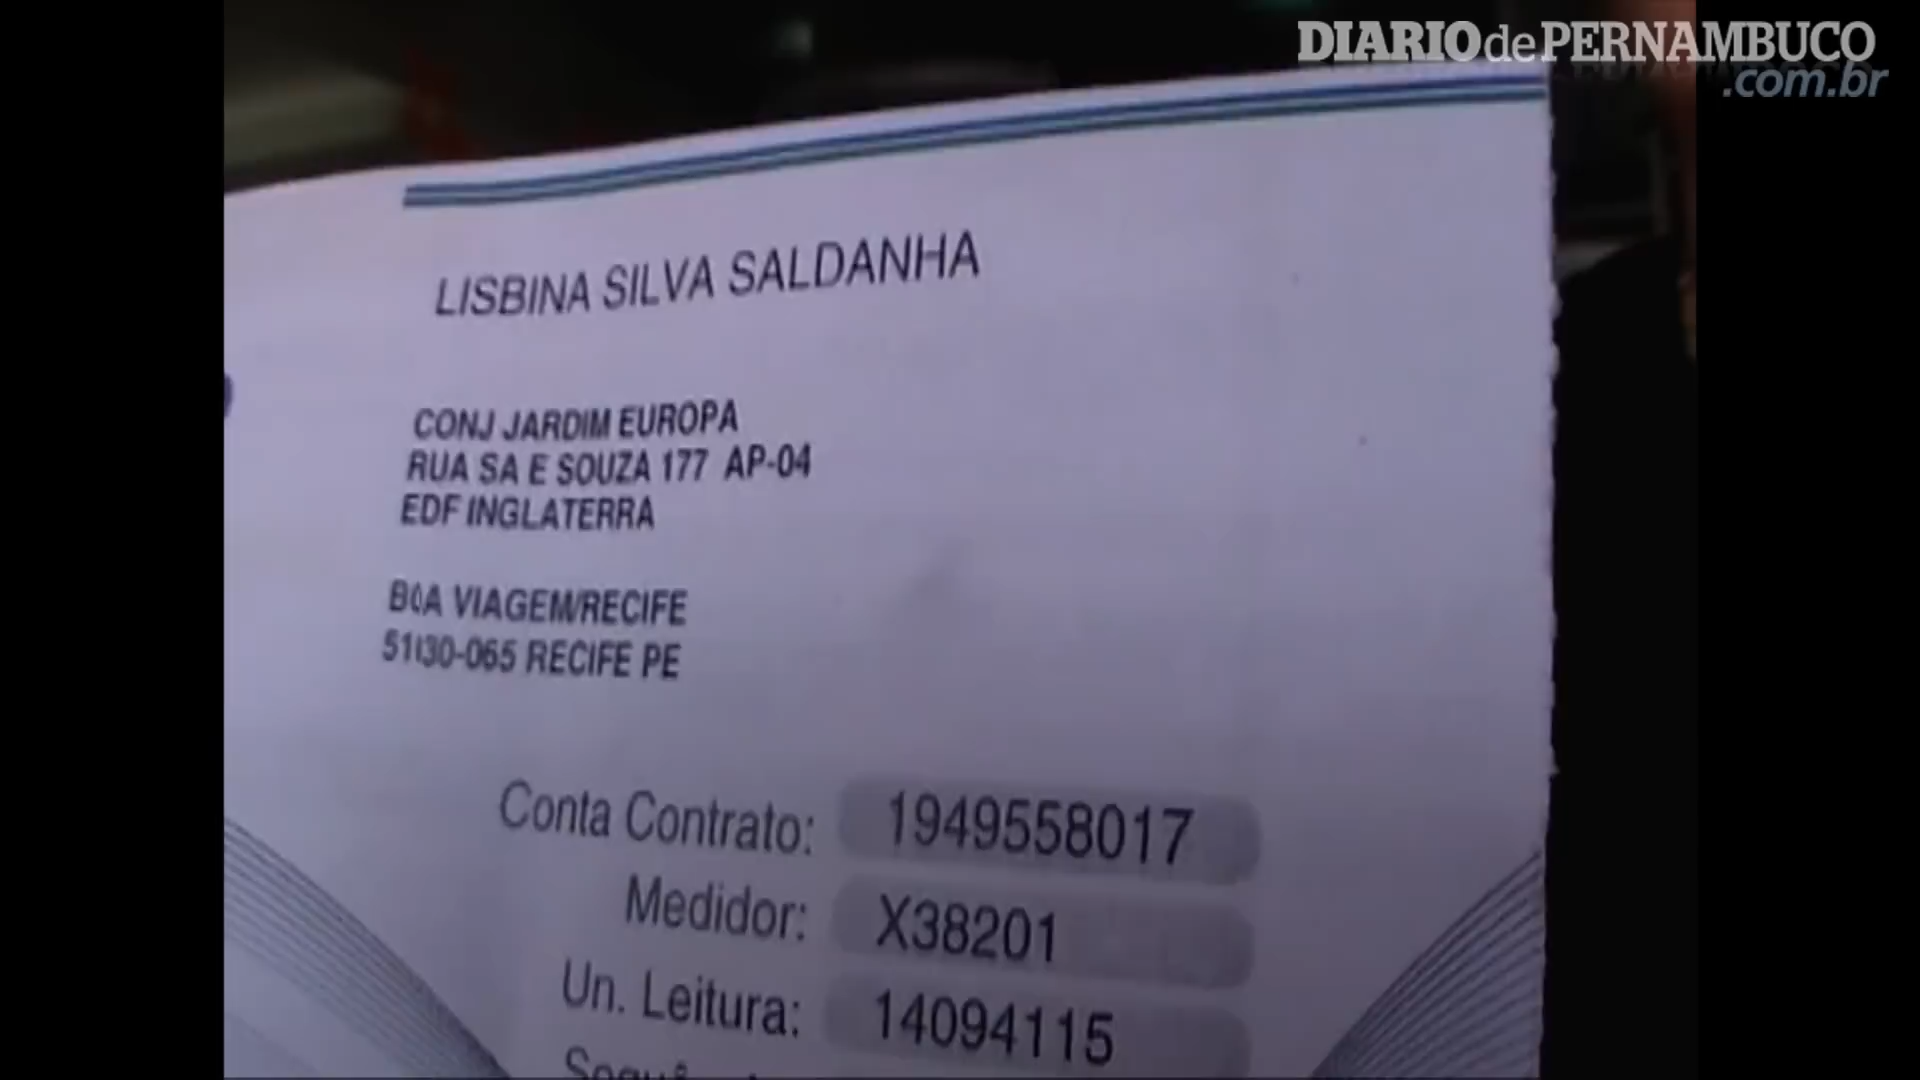 DIARIOdePERNAMBUCO
.com.br
LISBINA SILVA SALDANHA
CONJ JARDIM EUROPA
RUA SA E SOUZA 177 AP-04
EDF INGLATERRA
BOA VIAGEM/RECIFE
51030-065 RECIFE PE
Conta Contrato: 1949558017
Medidor: X38201
Un. Leitura: 14094115